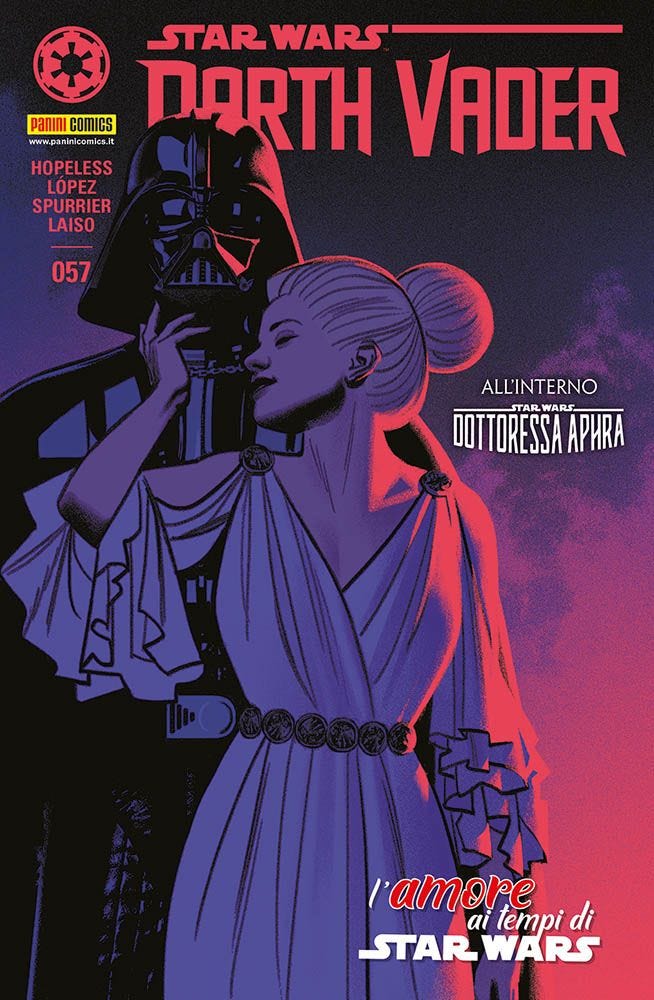 STAR WARS™
DARTH VADER
PANINI COMICS
www.paninicomics.it
HOPELESS
LÓPEZ
SPURRIER
LAISO
057
ALL'INTERNO
STAR WARS
DOTTORESSA APHRA
l'amore
ai tempi di
STAR WARS